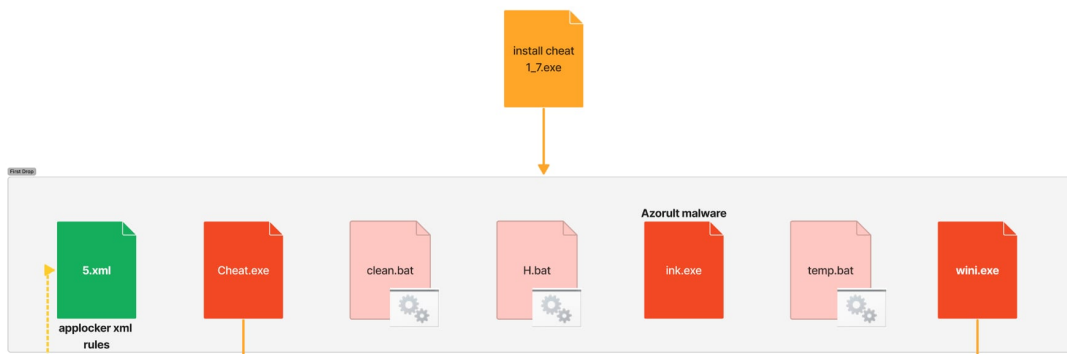 install cheat
1_7.exe
First Drop
Azorult malware
5.xml
Cheat.exe
clean.bat
H.bat
ink.exe
temp.bat
wini.exe
applocker xml
rules